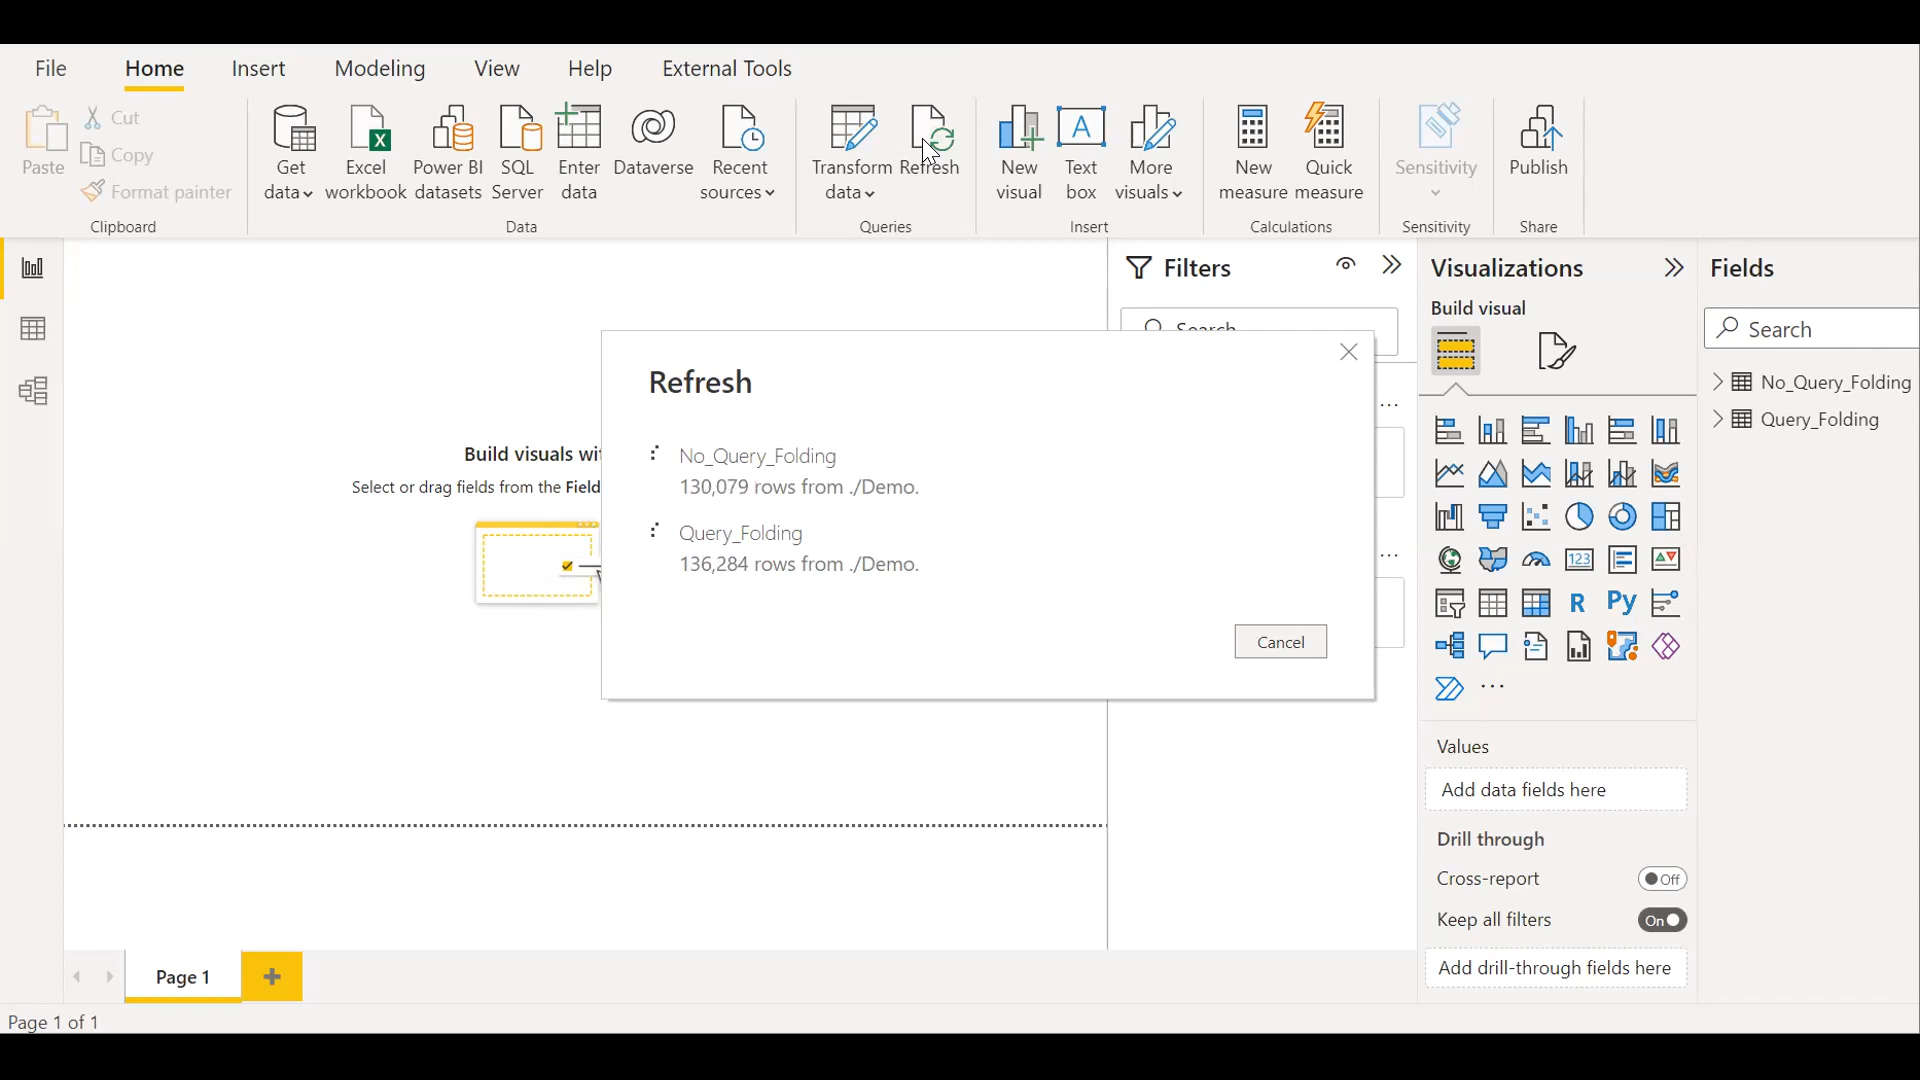 File Home Insert Modeling View Help External Tools
Paste
Cut
Copy
Format painter
Clipboard
Get data
Excel workbook
Power BI datasets
SQL Server
Enter data
Dataverse
Recent sources
Data
Transform data
Refresh
Queries
New visual
Text box
More visuals
Insert
New measure
Quick measure
Calculations
Sensitivity
Sensitivity
Publish
Share
Build visuals wit
Select or drag fields from the Field
Refresh
No_Query_Folding
130,079 rows from ./Demo.
Query_Folding
136,284 rows from ./Demo.
Cancel
Filters
Search
Visualizations
Build visual
123
R
Py
Values
Add data fields here
Drill through
Cross-report Off
Keep all filters On
Add drill-through fields here
Fields
Search
No_Query_Folding
Query_Folding
Page 1
Page 1 of 1